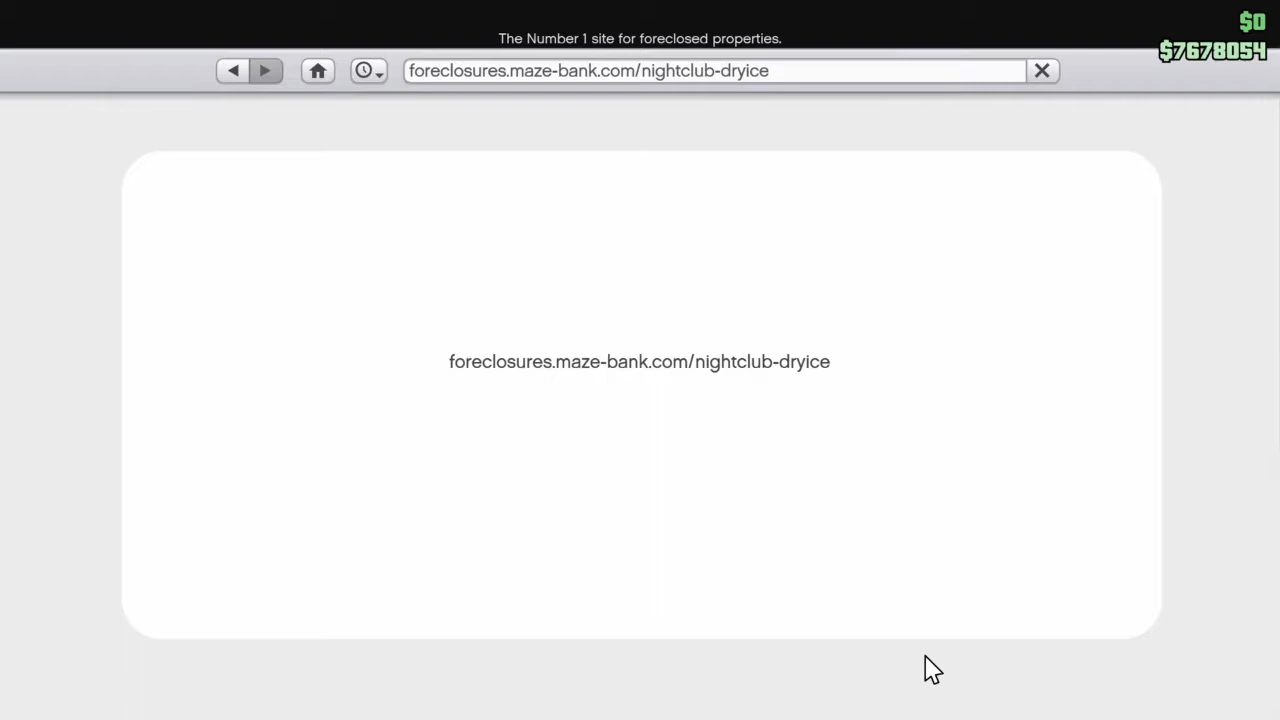 $0
The Number 1 site for foreclosed properties.
$7678054
foreclosures.maze-bank.com/nightclub-dryice
foreclosures.maze-bank.com/nightclub-dryice